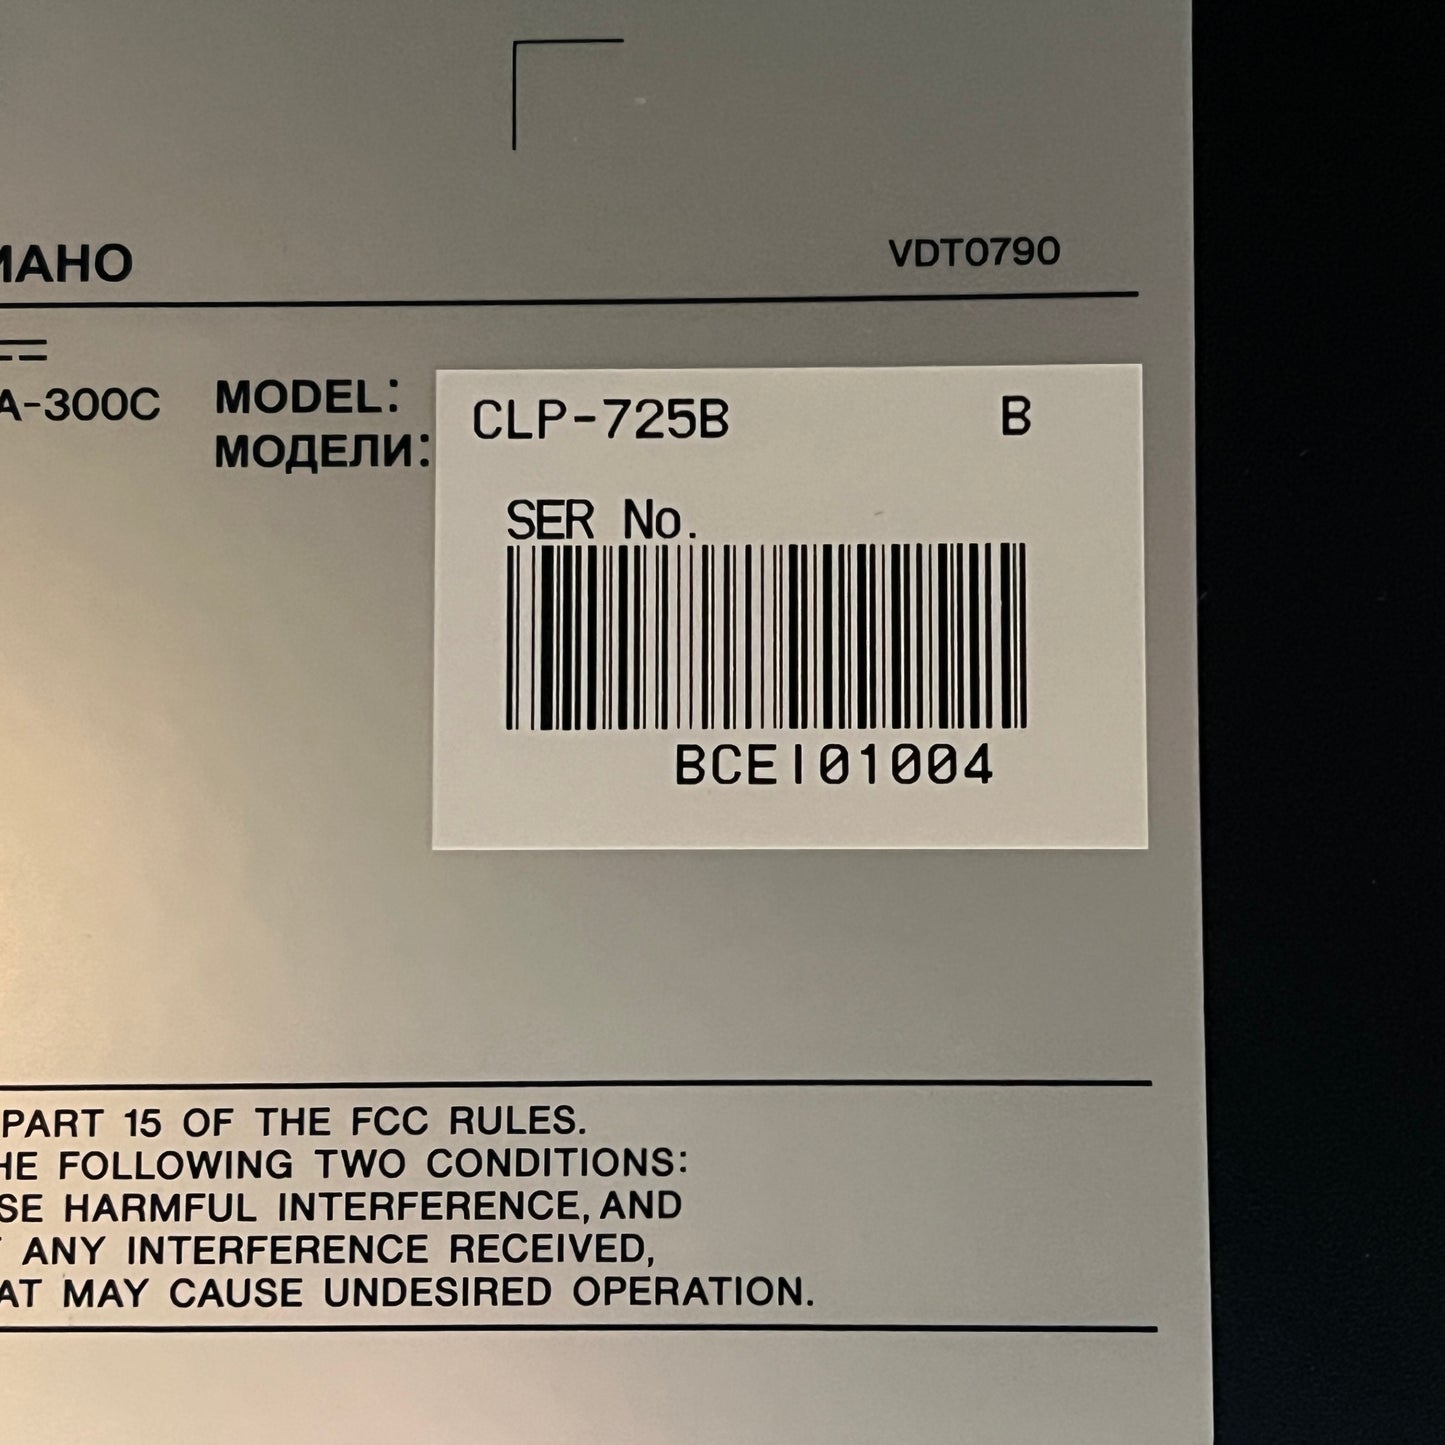 MAHO
VDT0790
A-300C
MODEL:
МОДЕЛИ:
CLP-725B B
SER No.
BCEI01004
PART 15 OF THE FCC RULES.
HE FOLLOWING TWO CONDITIONS:
SE HARMFUL INTERFERENCE, AND
ANY INTERFERENCE RECEIVED,
AT MAY CAUSE UNDESIRED OPERATION.